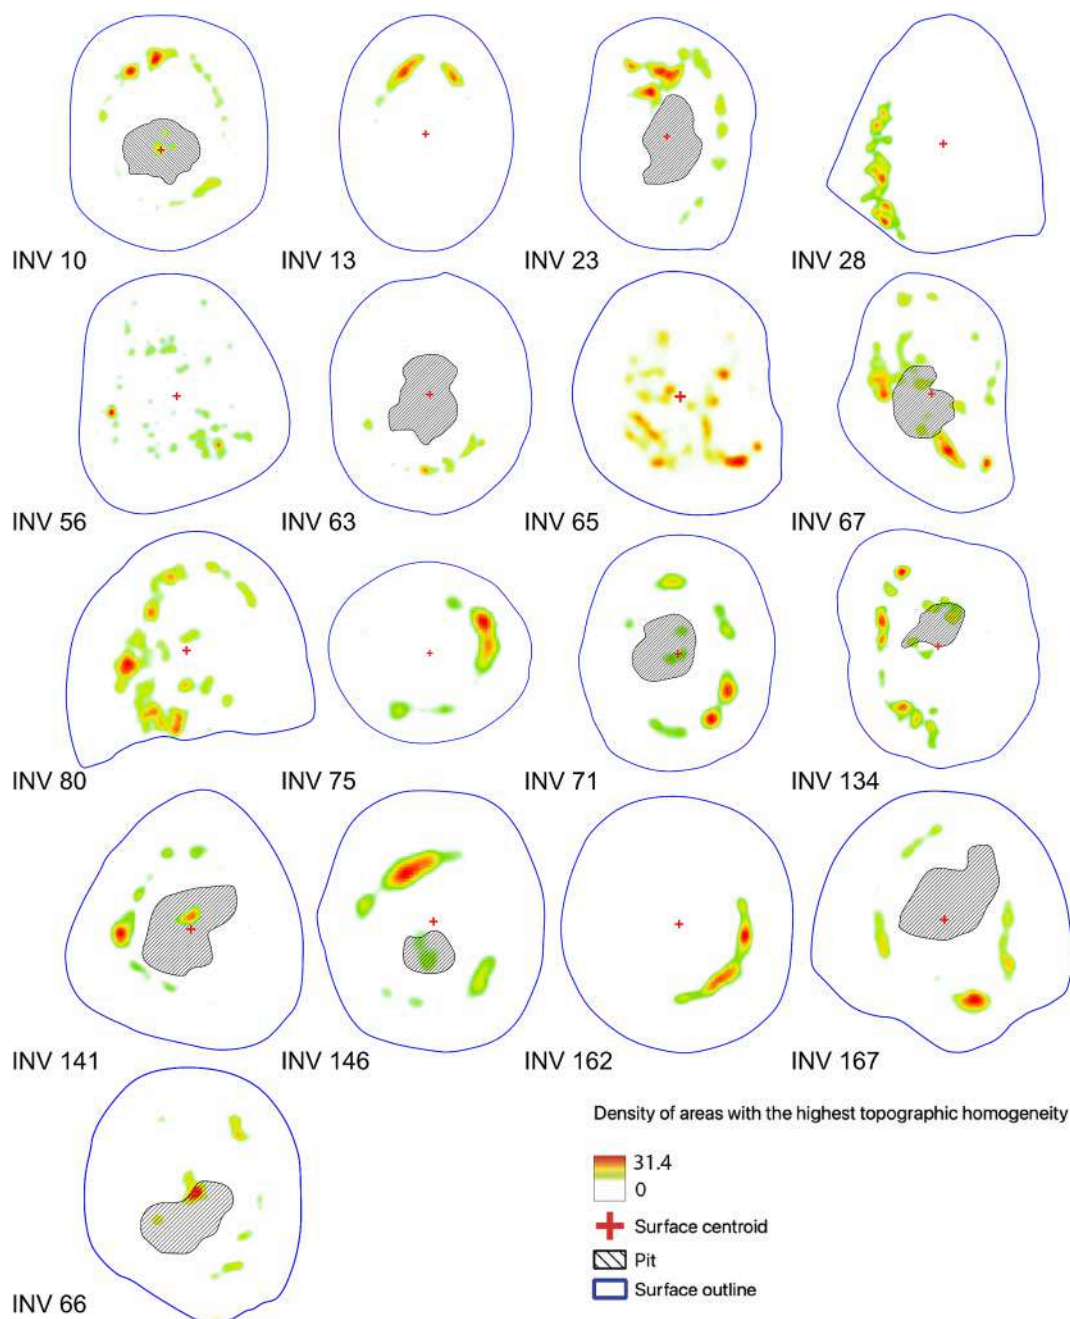 INV 10
INV 13
INV 23
INV 28
INV 56
INV 63
INV 65
INV 67
INV 80
INV 75
INV 71
INV 134
INV 141
INV 146
INV 162
INV 167
INV 66
Density of areas with the highest topographic homogeneity
31.4
0
Surface centroid
Pit
Surface outline